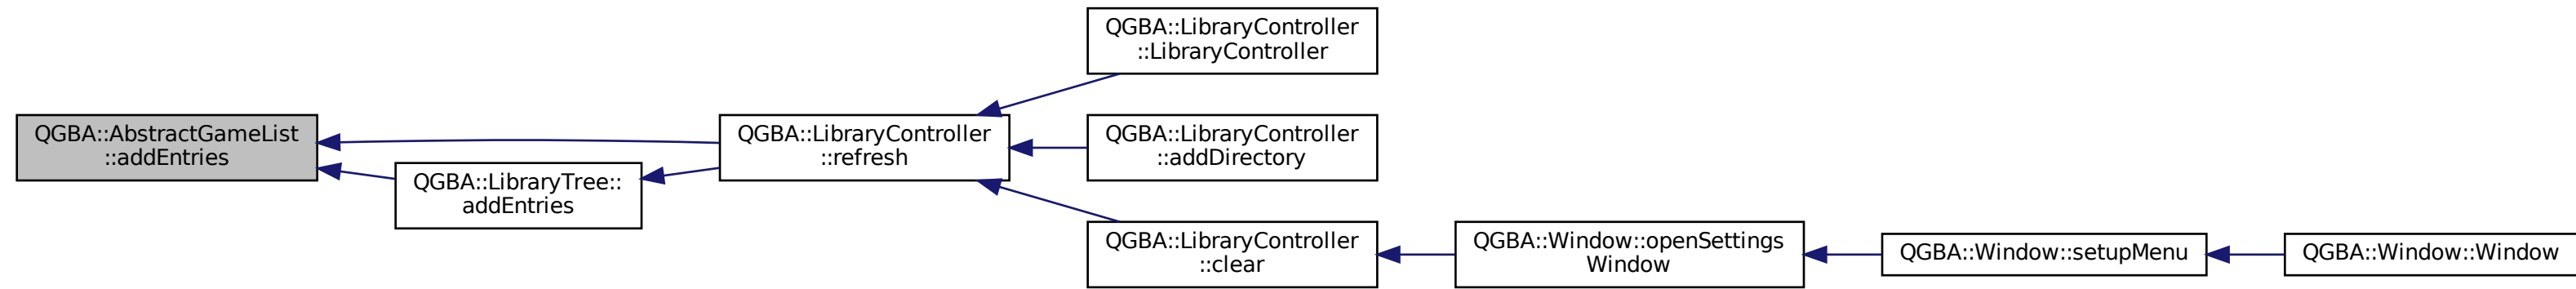 QGBA::AbstractGameList
::addEntries
QGBA::LibraryTree::
addEntries
QGBA::LibraryController
::refresh
QGBA::LibraryController
::LibraryController
QGBA::LibraryController
::addDirectory
QGBA::LibraryController
::clear
QGBA::Window::openSettings
Window
QGBA::Window::setupMenu
QGBA::Window::Window